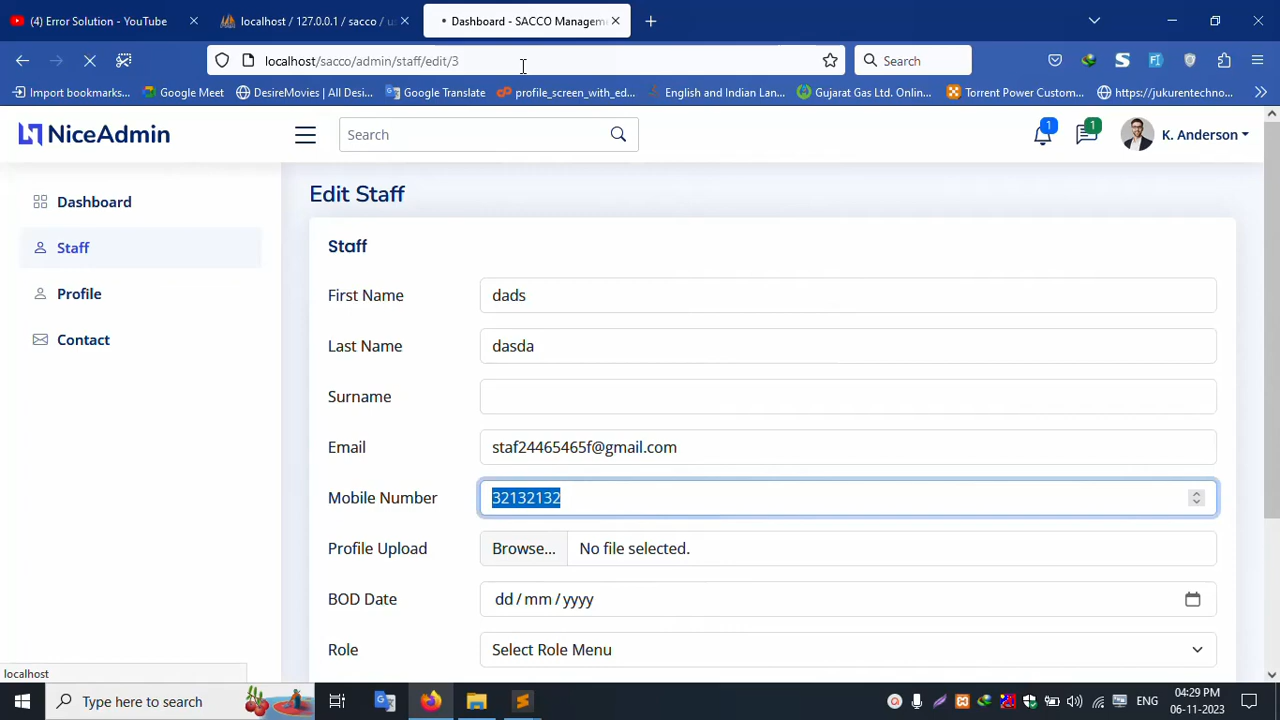 (4) Error Solution - YouTube
localhost / 127.0.0.1 / sacco / u
Dashboard - SACCO Managem
localhost/sacco/admin/staff/edit/3
Search
Import bookmarks...
Google Meet
DesireMovies | All Desi...
Google Translate
profile_screen_with_ed...
English and Indian Lan...
Gujarat Gas Ltd. Onlin...
Torrent Power Custom...
https://jukurentechno...
NiceAdmin
Search
1
1
K. Anderson
Dashboard
Staff
Profile
Contact
Edit Staff
Staff
First Name
dads
Last Name
dasda
Surname
Email
staf24465465f@gmail.com
Mobile Number
32132132
Profile Upload
Browse...
No file selected.
BOD Date
dd / mm / yyyy
Role
Select Role Menu
localhost
Type here to search
ENG
04:29 PM
06-11-2023